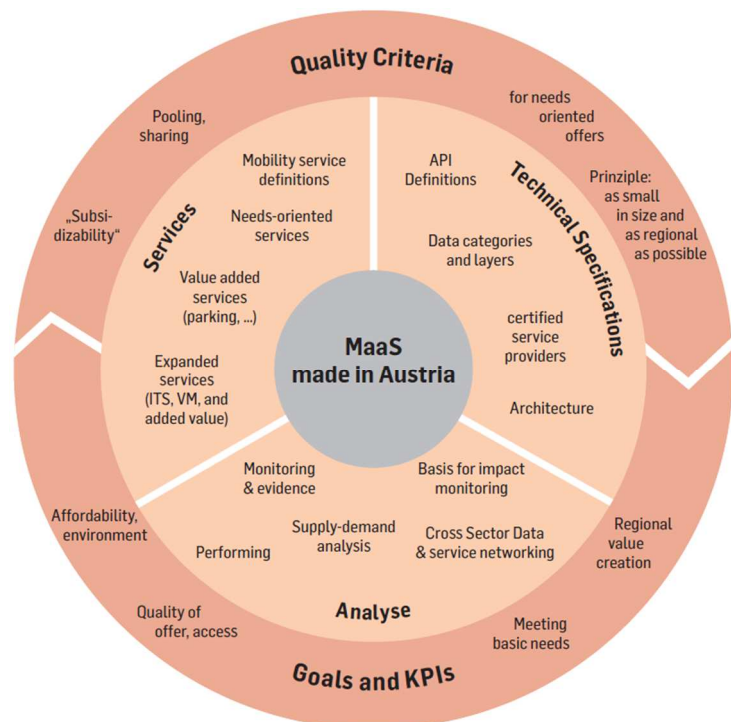 Quality Criteria
Pooling,
sharing
„Subsi-
dizability“
for needs
oriented
offers
Prinziple:
as small
in size and
as regional
as possible
Services
Mobility service
definitions
Needs-oriented
services
Value added
services
(parking, ...)
Expanded
services
(ITS, VM, and
added value)
Technical Specifications
API
Definitions
Data categories
and layers
certified
service
providers
Architecture
MaaS
made in Austria
Monitoring
& evidence
Basis for impact
monitoring
Performing
Supply-demand
analysis
Cross Sector Data
& service networking
Analyse
Affordability,
environment
Quality of
offer, access
Regional
value
creation
Meeting
basic needs
Goals and KPIs